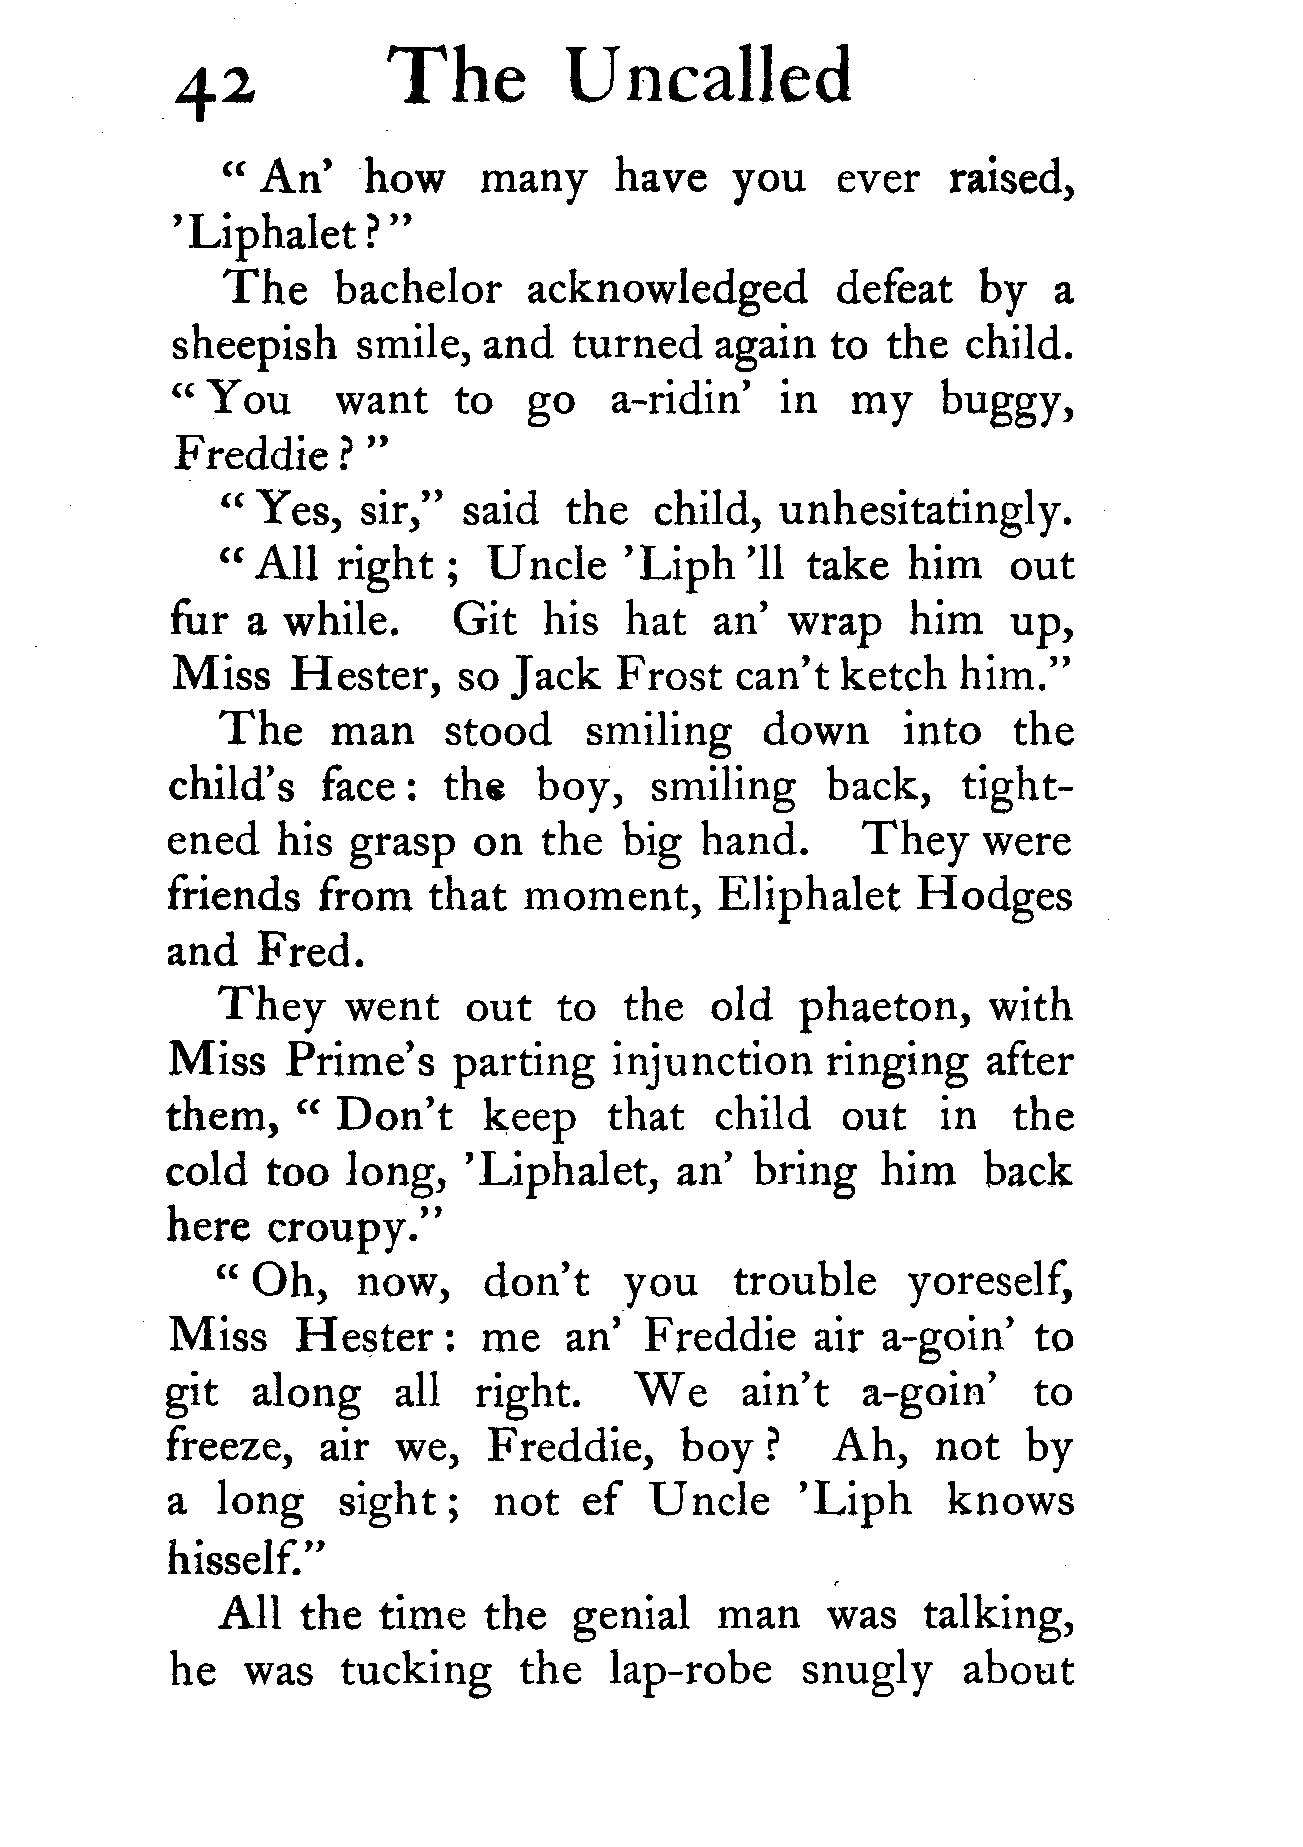 42 The Uncalled
“ An’ how many have you ever raised,
’Liphalet ? ”
The bachelor acknowledged defeat by a
sheepish smile, and turned again to the child.
“ You want to go a-ridin’ in my buggy,
Freddie ? ”
“ Yes, sir,” said the child, unhesitatingly.
“ All right ; Uncle ’Liph ’ll take him out
fur a while. Git his hat an’ wrap him up,
Miss Hester, so Jack Frost can’t ketch him.”
The man stood smiling down into the
child’s face : the boy, smiling back, tight-
ened his grasp on the big hand. They were
friends from that moment, Eliphalet Hodges
and Fred.
They went out to the old phaeton, with
Miss Prime’s parting injunction ringing after
them, “ Don’t keep that child out in the
cold too long, ’Liphalet, an’ bring him back
here croupy.”
“ Oh, now, don’t you trouble yoreself,
Miss Hester : me an’ Freddie air a-goin’ to
git along all right. We ain’t a-goin’ to
freeze, air we, Freddie, boy ? Ah, not by
a long sight ; not ef Uncle ’Liph knows
hisself.”
All the time the genial man was talking,
he was tucking the lap-robe snugly about